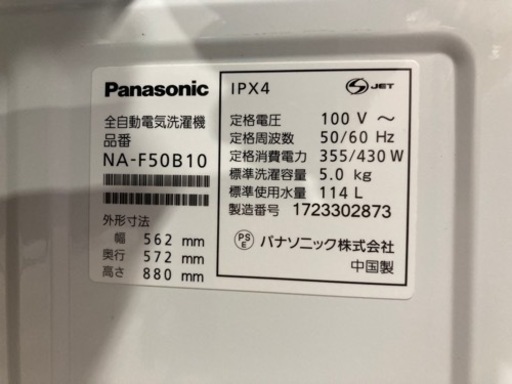 Panasonic
全自動電気洗濯機
品番
NA-F50B10
外形寸法
幅 562 mm
奥行 572 mm
高さ 880 mm
IPX4
S JET
定格電圧 100 V ～
定格周波数 50/60 Hz
定格消費電力 355/430 W
標準洗濯容量 5.0 kg
標準使用水量 114 L
製造番号 1723302873
PS
E
パナソニック株式会社
中国製